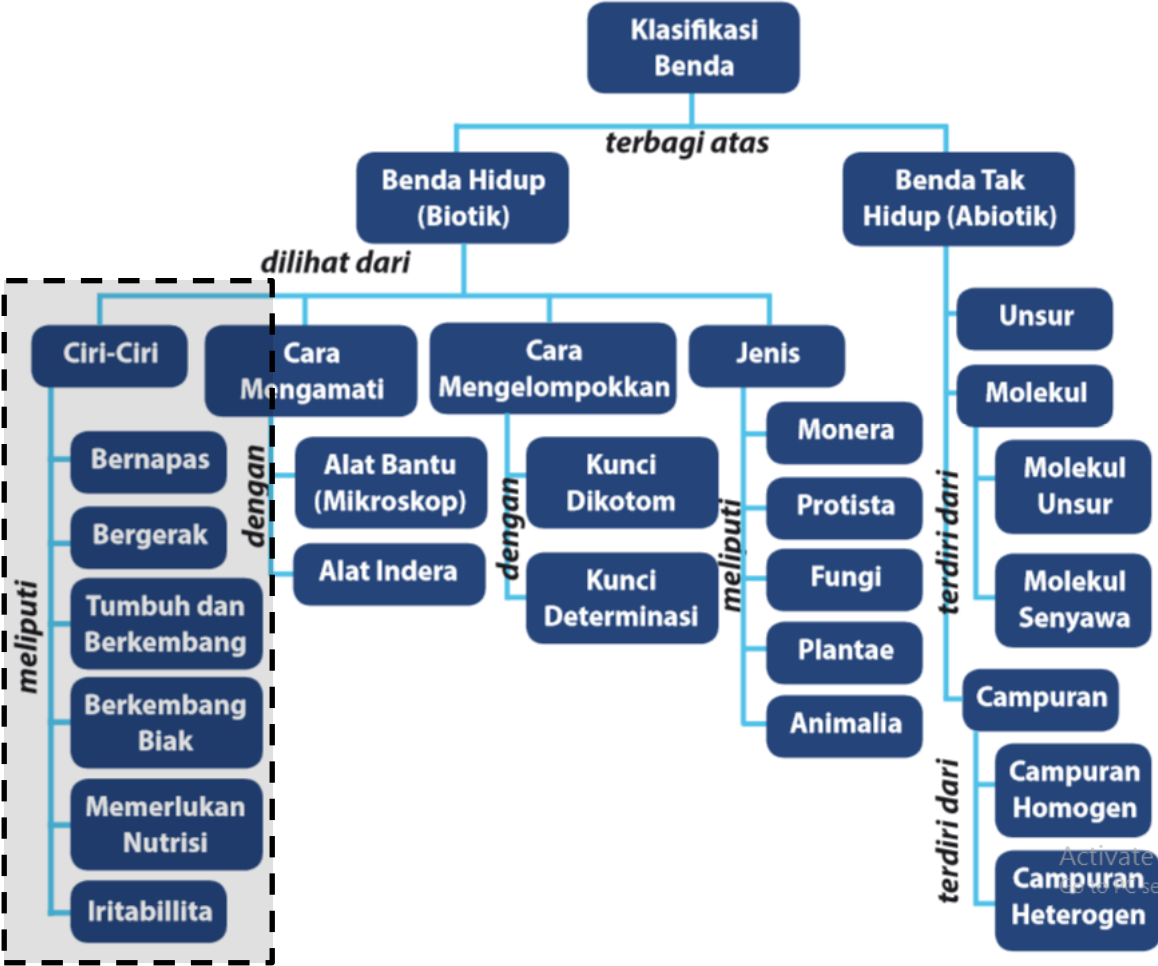 Klasifikasi
Benda
terbagi atas
Benda Hidup
(Biotik)
Benda Tak
Hidup (Abiotik)
dilihat dari
Ciri-Ciri
Cara
Mengamati
Cara
Mengelompokkan
Jenis
meliputi
Bernapas
Bergerak
Tumbuh dan
Berkembang
Berkembang
Biak
Memerlukan
Nutrisi
Iritabillita
dengan
Alat Bantu
(Mikroskop)
Alat Indera
dengan
Kunci
Dikotom
Kunci
Determinasi
meliputi
Monera
Protista
Fungi
Plantae
Animalia
Unsur
Molekul
terdiri dari
Molekul
Unsur
Molekul
Senyawa
Campuran
terdiri dari
Campuran
Homogen
Campuran
Heterogen
Activate